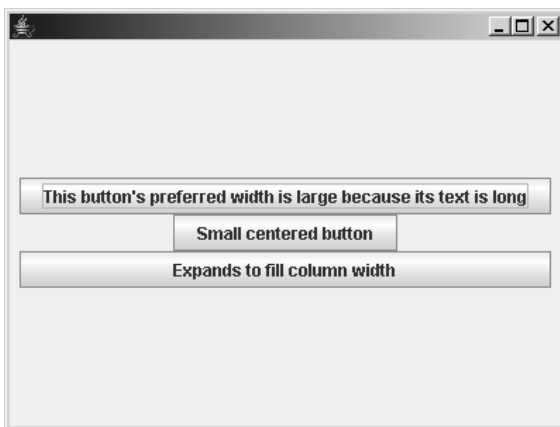 This button's preferred width is large because its text is long
Small centered button
Expands to fill column width